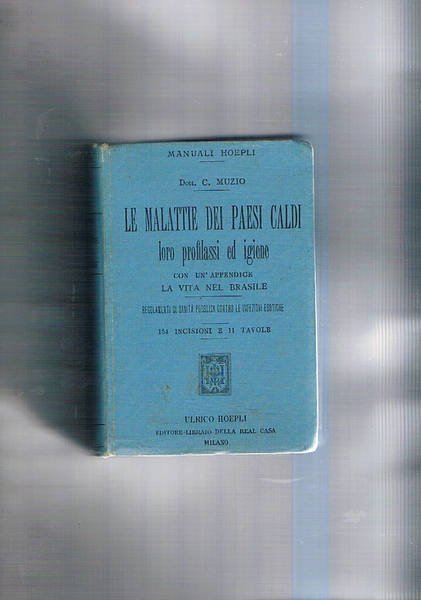 MANUALI HOEPLI
Dott. C. MUZIO
LE MALATTIE DEI PAESI CALDI
loro profilassi ed igiene
CON UN'APPENDICE
LA VITA NEL BRASILE
REGOLAMENTI DI SANITÀ PUBBLICA CONTRO LE INFEZIONI ESOTICHE
154 INCISIONI E 11 TAVOLE
ULRICO HOEPLI
EDITORE-LIBRAIO DELLA REAL CASA
MILANO